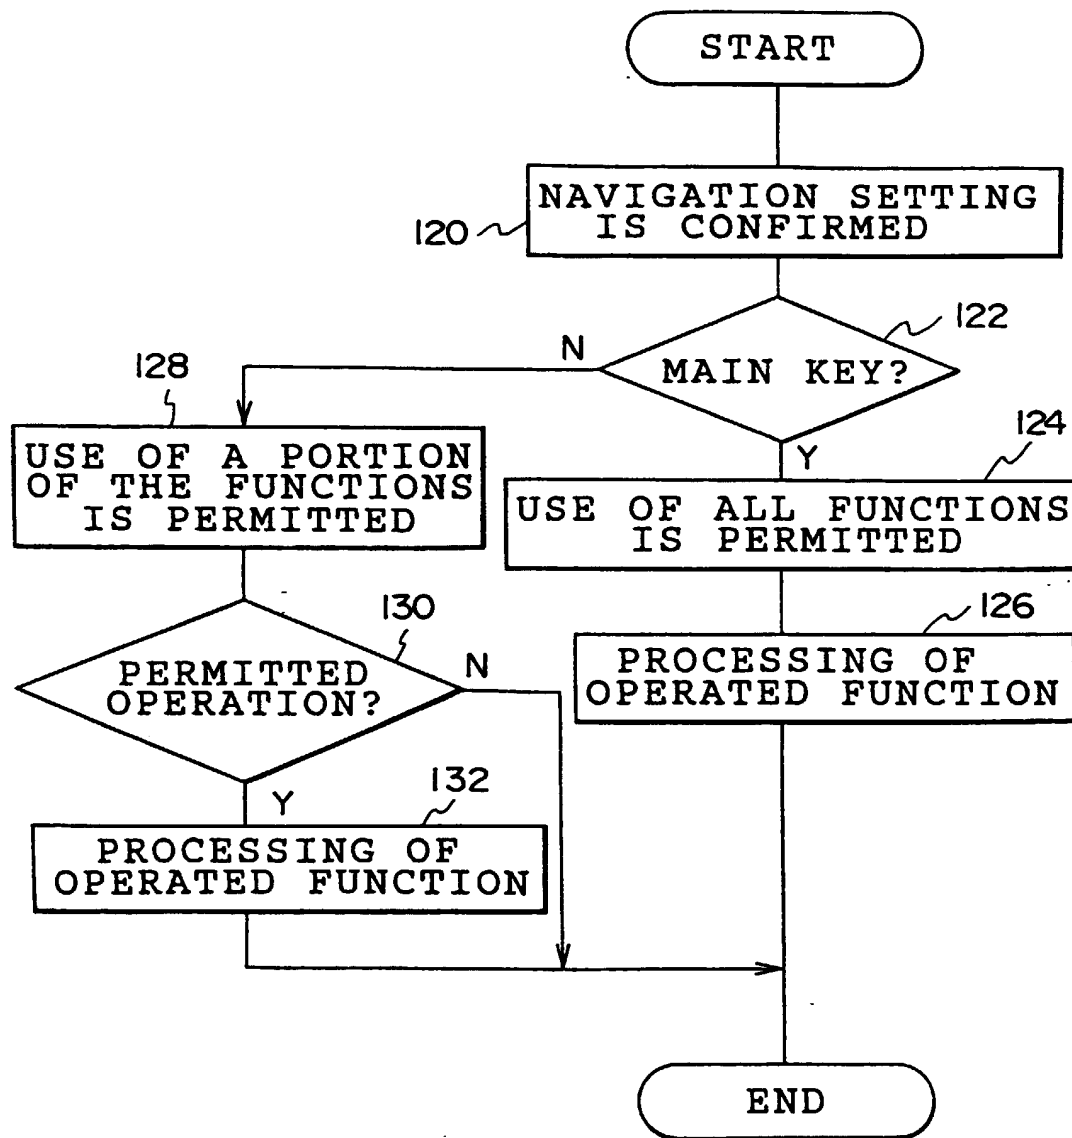 START
NAVIGATION SETTING
IS CONFIRMED
120
122
MAIN KEY?
N
Y
128
USE OF A PORTION
OF THE FUNCTIONS
IS PERMITTED
124
USE OF ALL FUNCTIONS
IS PERMITTED
130
PERMITTED
OPERATION?
N
Y
126
PROCESSING OF
OPERATED FUNCTION
132
PROCESSING OF
OPERATED FUNCTION
END